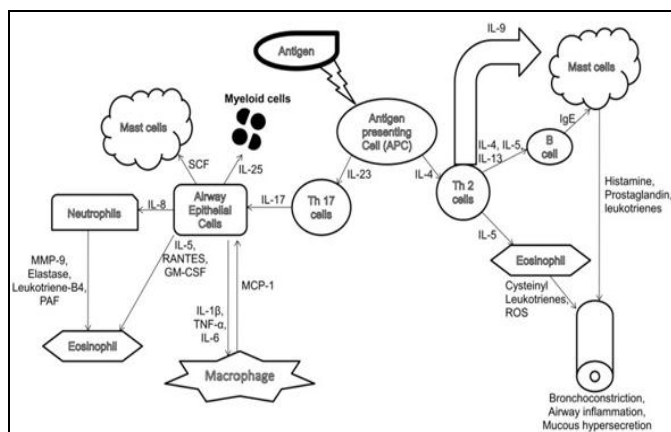 IL-9
Antigen
Mast cells
Myeloid cells
Mast cells
Antigen
presenting
Cell (APC)
IgE
B
cell
IL-4, IL-5,
IL-13
IL-25
SCF
IL-23
IL-4
Th 2
cells
Histamine,
Prostaglandin,
leukotrienes
Neutrophils
IL-8
Airway
Epithelial
Cells
IL-17
Th 17
cells
IL-5
MMP-9,
Elastase,
Leukotriene-B4,
PAF
IL-5,
RANTES,
GM-CSF
MCP-1
Eosinophil
Cysteinyl
Leukotrienes,
ROS
IL-1β,
TNF-α,
IL-6
Eosinophil
Macrophage
Bronchoconstriction,
Airway inflammation,
Mucous hypersecretion